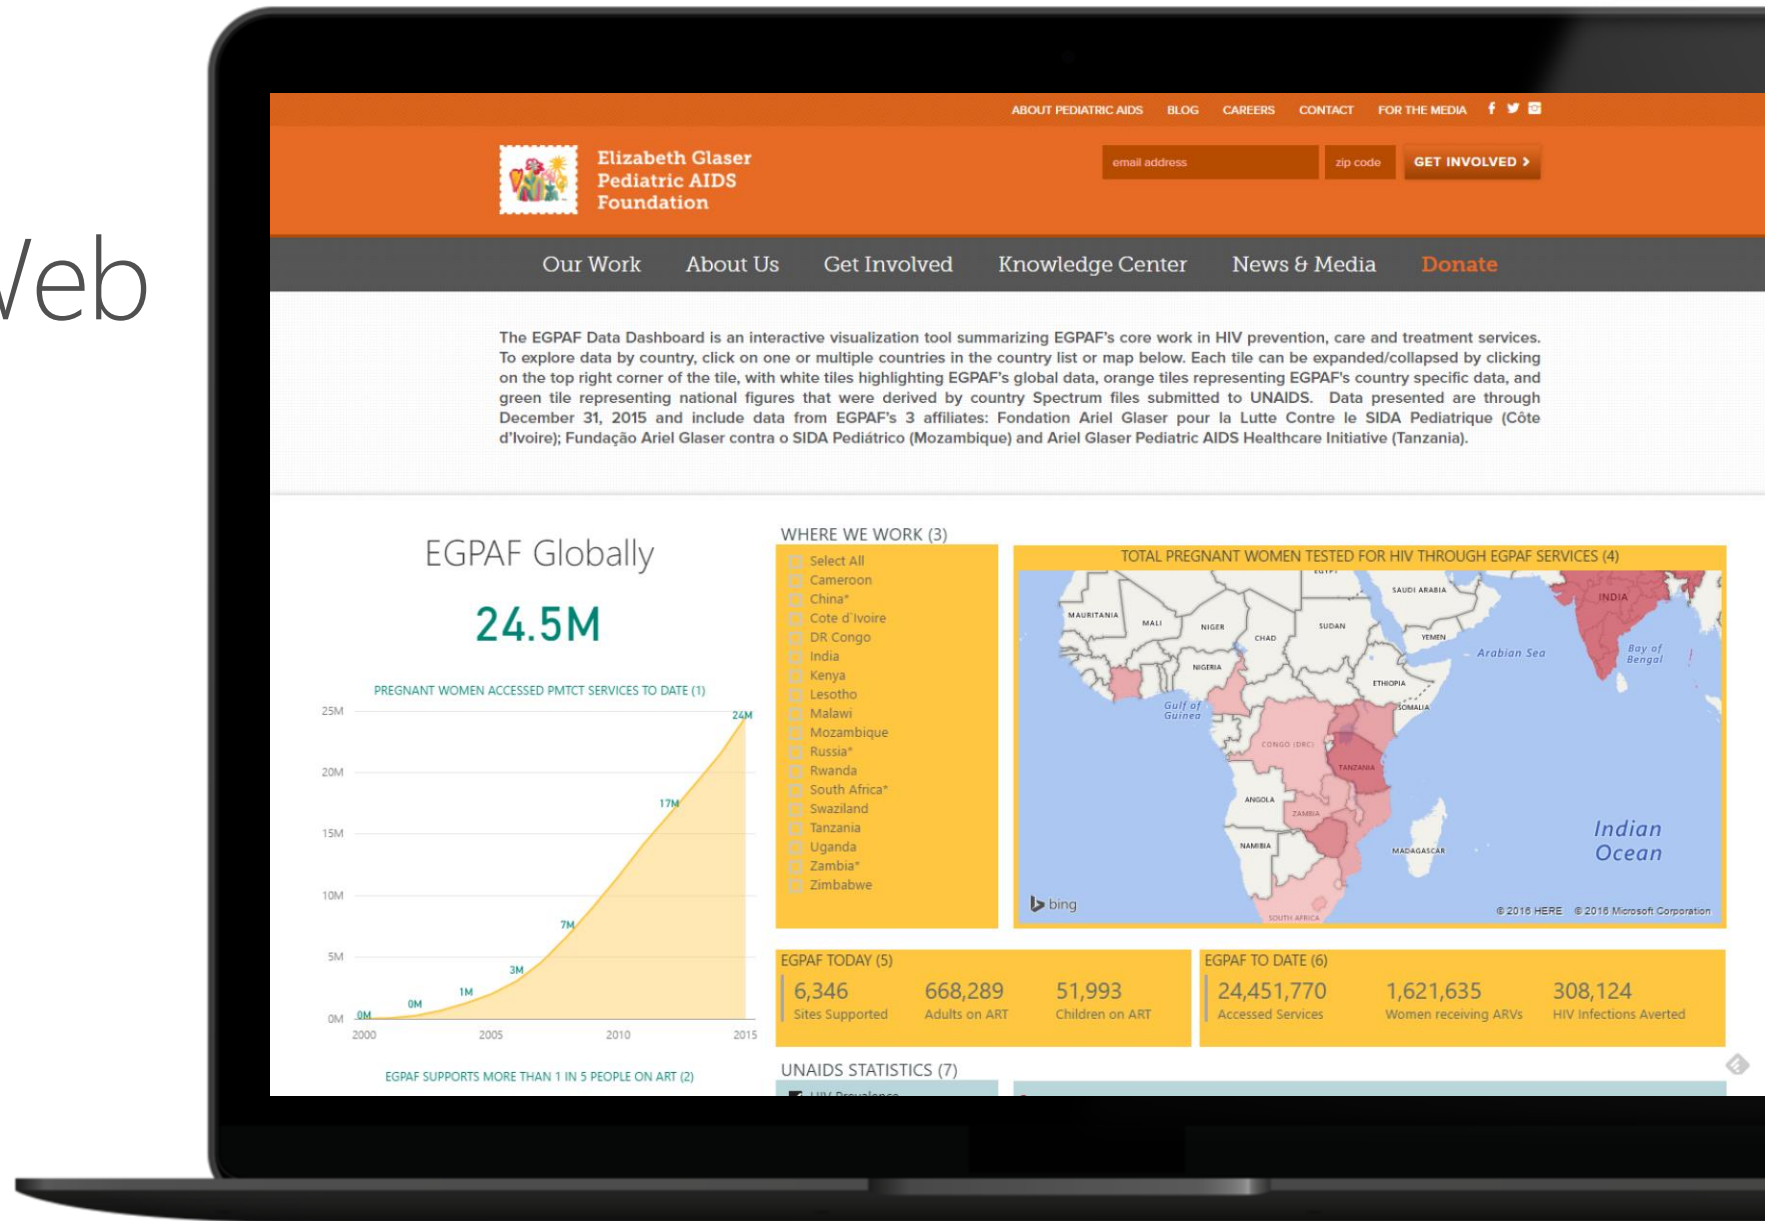 Web
ABOUT PEDIATRIC AIDS BLOG CAREERS CONTACT FOR THE MEDIA
Elizabeth Glaser
Pediatric AIDS
Foundation
email address zip code GET INVOLVED >
Our Work About Us Get Involved Knowledge Center News & Media Donate
The EGPAF Data Dashboard is an interactive visualization tool summarizing EGPAF's core work in HIV prevention, care and treatment services.
To explore data by country, click on one or multiple countries in the country list or map below. Each tile can be expanded/collapsed by clicking
on the top right corner of the tile, with white tiles highlighting EGPAF's global data, orange tiles representing EGPAF's country specific data, and
green tile representing national figures that were derived by country Spectrum files submitted to UNAIDS. Data presented are through
December 31, 2015 and include data from EGPAF's 3 affiliates: Fondation Ariel Glaser pour la Lutte Contre le SIDA Pediatrique (Côte
d'Ivoire); Fundação Ariel Glaser contra o SIDA Pediátrico (Mozambique) and Ariel Glaser Pediatric AIDS Healthcare Initiative (Tanzania).
EGPAF Globally
24.5M
PREGNANT WOMEN ACCESSED PMTCT SERVICES TO DATE (1)
25M
24M
20M
17M
15M
10M
7M
5M
3M
1M
0M
0M 0M
2000 2005 2010 2015
EGPAF SUPPORTS MORE THAN 1 IN 5 PEOPLE ON ART (2)
WHERE WE WORK (3)
Select All
Cameroon
China*
Cote d`Ivoire
DR Congo
India
Kenya
Lesotho
Malawi
Mozambique
Russia*
Rwanda
South Africa*
Swaziland
Tanzania
Uganda
Zambia*
Zimbabwe
TOTAL PREGNANT WOMEN TESTED FOR HIV THROUGH EGPAF SERVICES (4)
EGYPT
SAUDI ARABIA
INDIA
MAURITANIA
MALI
NIGER
CHAD
SUDAN
YEMEN
Arabian Sea
Bay of
Bengal
NIGERIA
ETHIOPIA
Gulf of
Guinea
SOMALIA
CONGO (DRC)
TANZANIA
ANGOLA
ZAMBIA
NAMIBIA
MADAGASCAR
Indian
Ocean
SOUTH AFRICA
bing
© 2016 HERE © 2016 Microsoft Corporation
EGPAF TODAY (5)
6,346 668,289 51,993
Sites Supported Adults on ART Children on ART
EGPAF TO DATE (6)
24,451,770 1,621,635 308,124
Accessed Services Women receiving ARVs HIV Infections Averted
UNAIDS STATISTICS (7)
HIV Prevalence